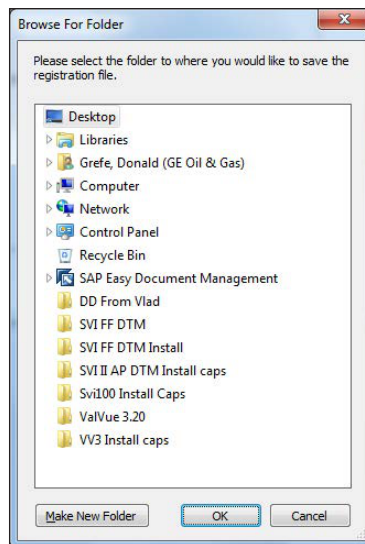 Browse For Folder
Please select the folder to where you would like to save the
registration file.
Desktop
Libraries
Grefe, Donald (GE Oil & Gas)
Computer
Network
Control Panel
Recycle Bin
SAP Easy Document Management
DD From Vlad
SVI FF DTM
SVI FF DTM Install
SVI II AP DTM Install caps
Svi100 Install Caps
ValVue 3.20
VV3 Install caps
Make New Folder
OK
Cancel